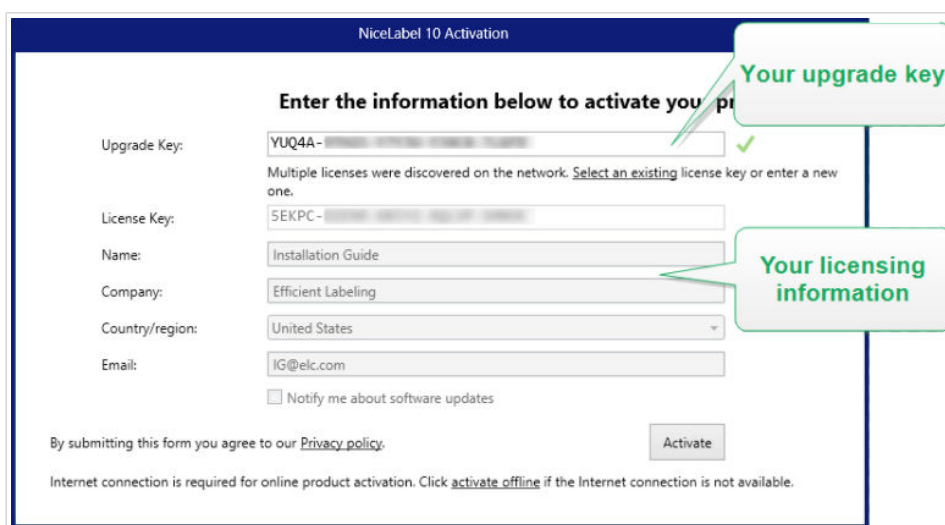 NiceLabel 10 Activation
Your upgrade key
Enter the information below to activate your pr
Upgrade Key:
YUQ4A-
Multiple licenses were discovered on the network. Select an existing license key or enter a new
one.
License Key:
5EKPC-
Name:
Installation Guide
Your licensing
information
Company:
Efficient Labeling
Country/region:
United States
Email:
IG@elc.com
Notify me about software updates
By submitting this form you agree to our Privacy policy.
Activate
Internet connection is required for online product activation. Click activate offline if the Internet connection is not available.